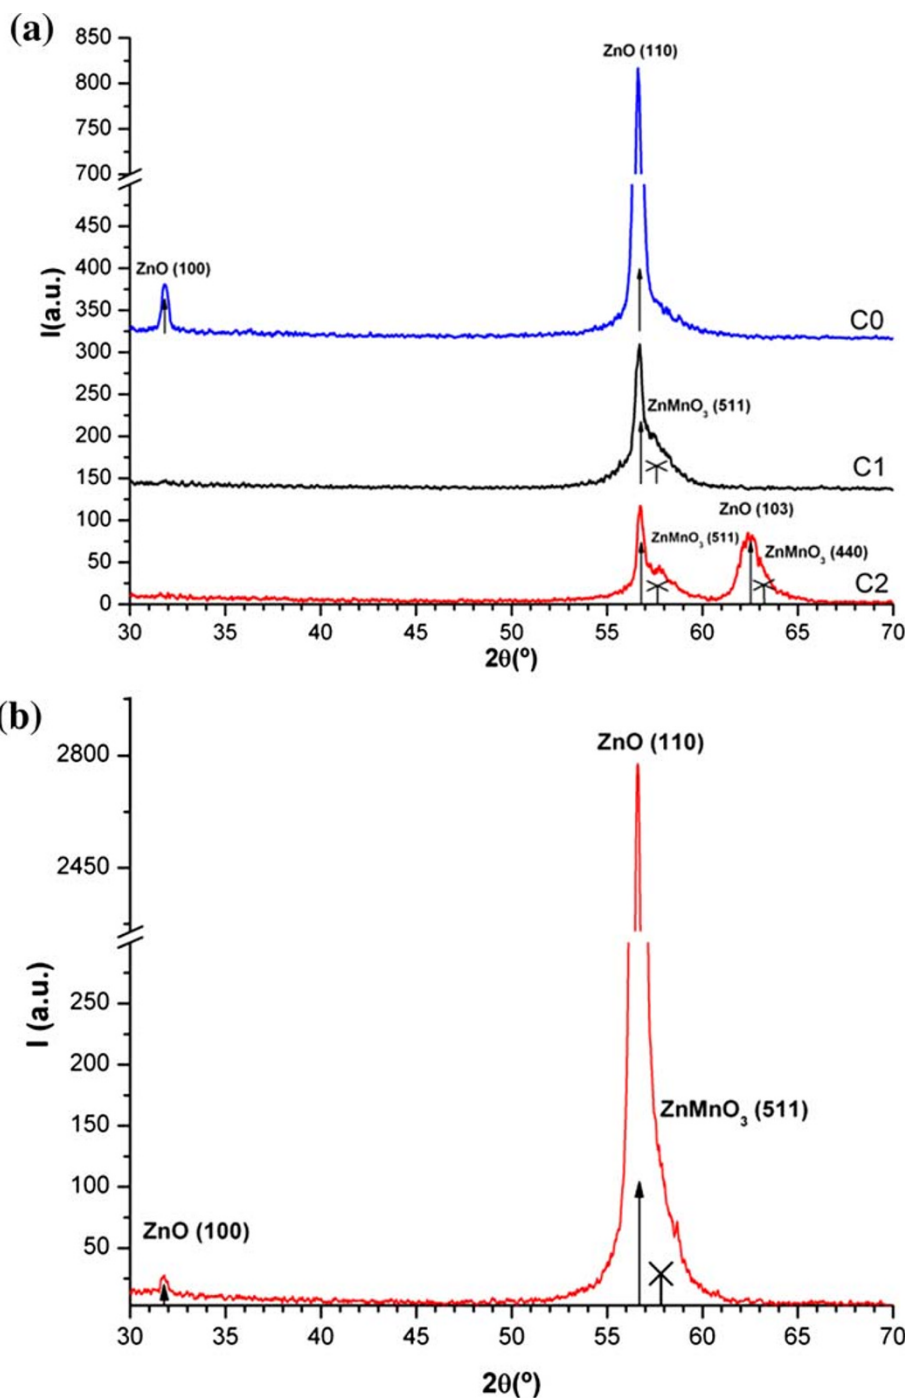 (a)
850
ZnO (110)
800
750
700
450
ZnO (100)
400
350
C0
300
250
ZnMnO₃ (511)
200
150
C1
100
ZnO (103)
ZnMnO₃ (511)
ZnMnO₃ (440)
50
C2
0
30 35 40 45 50 55 60 65 70
I(a.u.)
2θ(º)
(b)
ZnO (110)
2800
2450
250
200
ZnMnO₃ (511)
150
100
ZnO (100)
50
30 35 40 45 50 55 60 65 70
I (a.u.)
2θ(º)